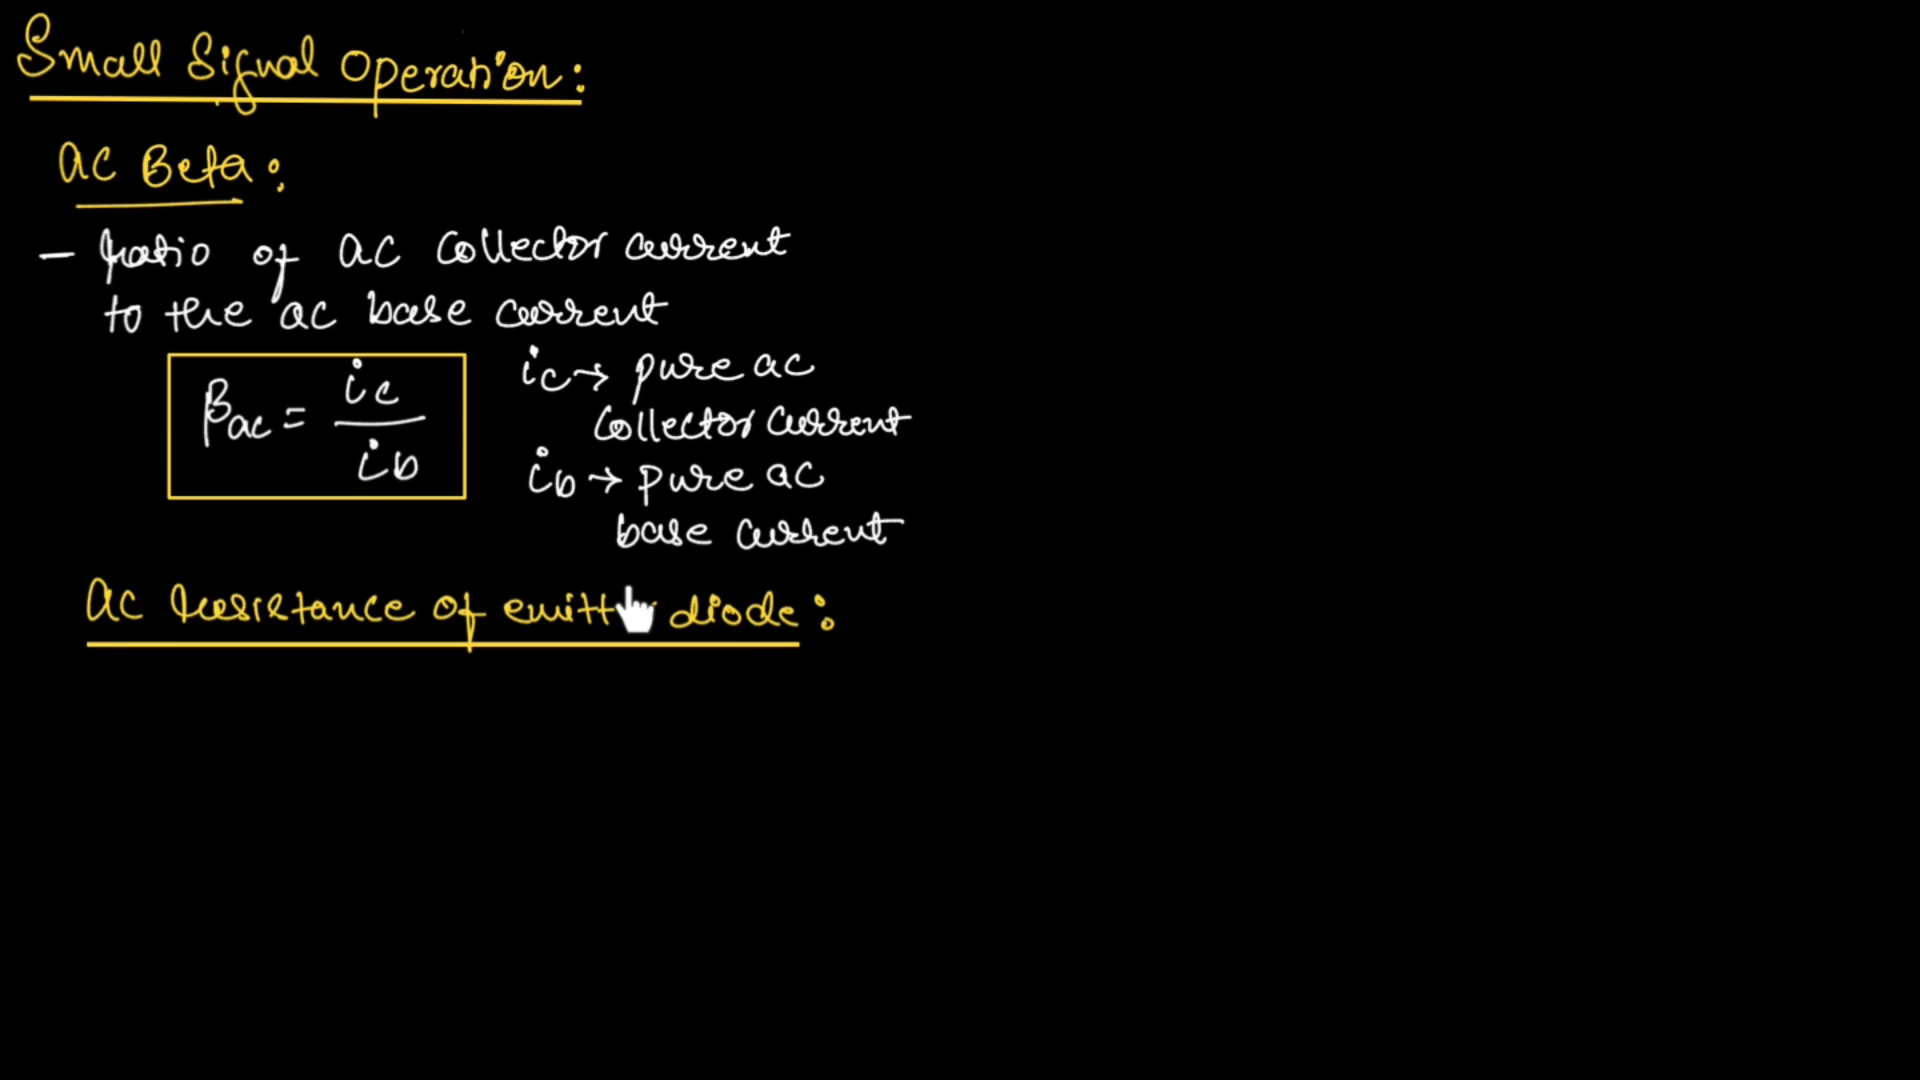 Small Signal Operation:
ac Beta:
- ratio of ac collector current
to the ac base current
βac = ic / ib
ic → pure ac
collector current
ib → pure ac
base current
ac resistance of emitter diode: